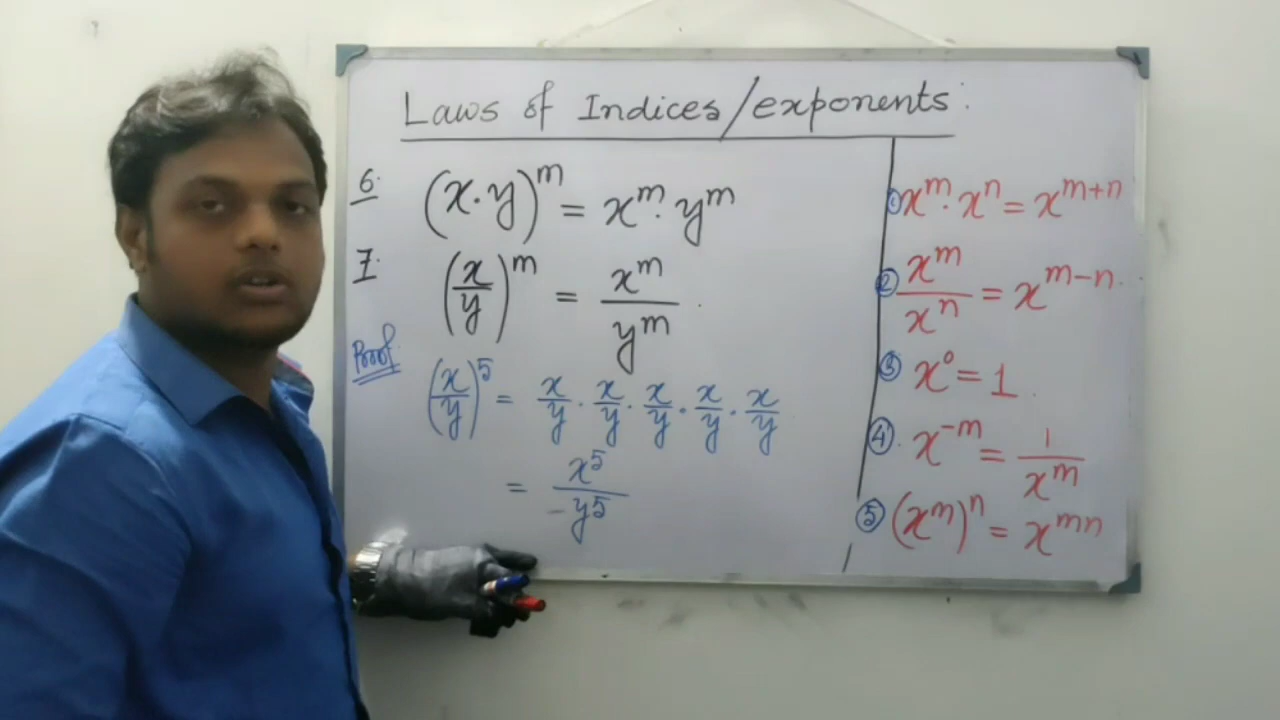 Laws of Indices/exponents:
6. (x·y)^m = x^m · y^m
7. (x/y)^m = x^m / y^m .
Proof
(x/y)^5 = x/y · x/y · x/y · x/y · x/y
= x^5 / y^5
① x^m · x^n = x^{m+n}
② x^m / x^n = x^{m-n} .
③ x^0 = 1 .
④ . x^{-m} = 1 / x^m
⑤ (x^m)^n = x^{mn}